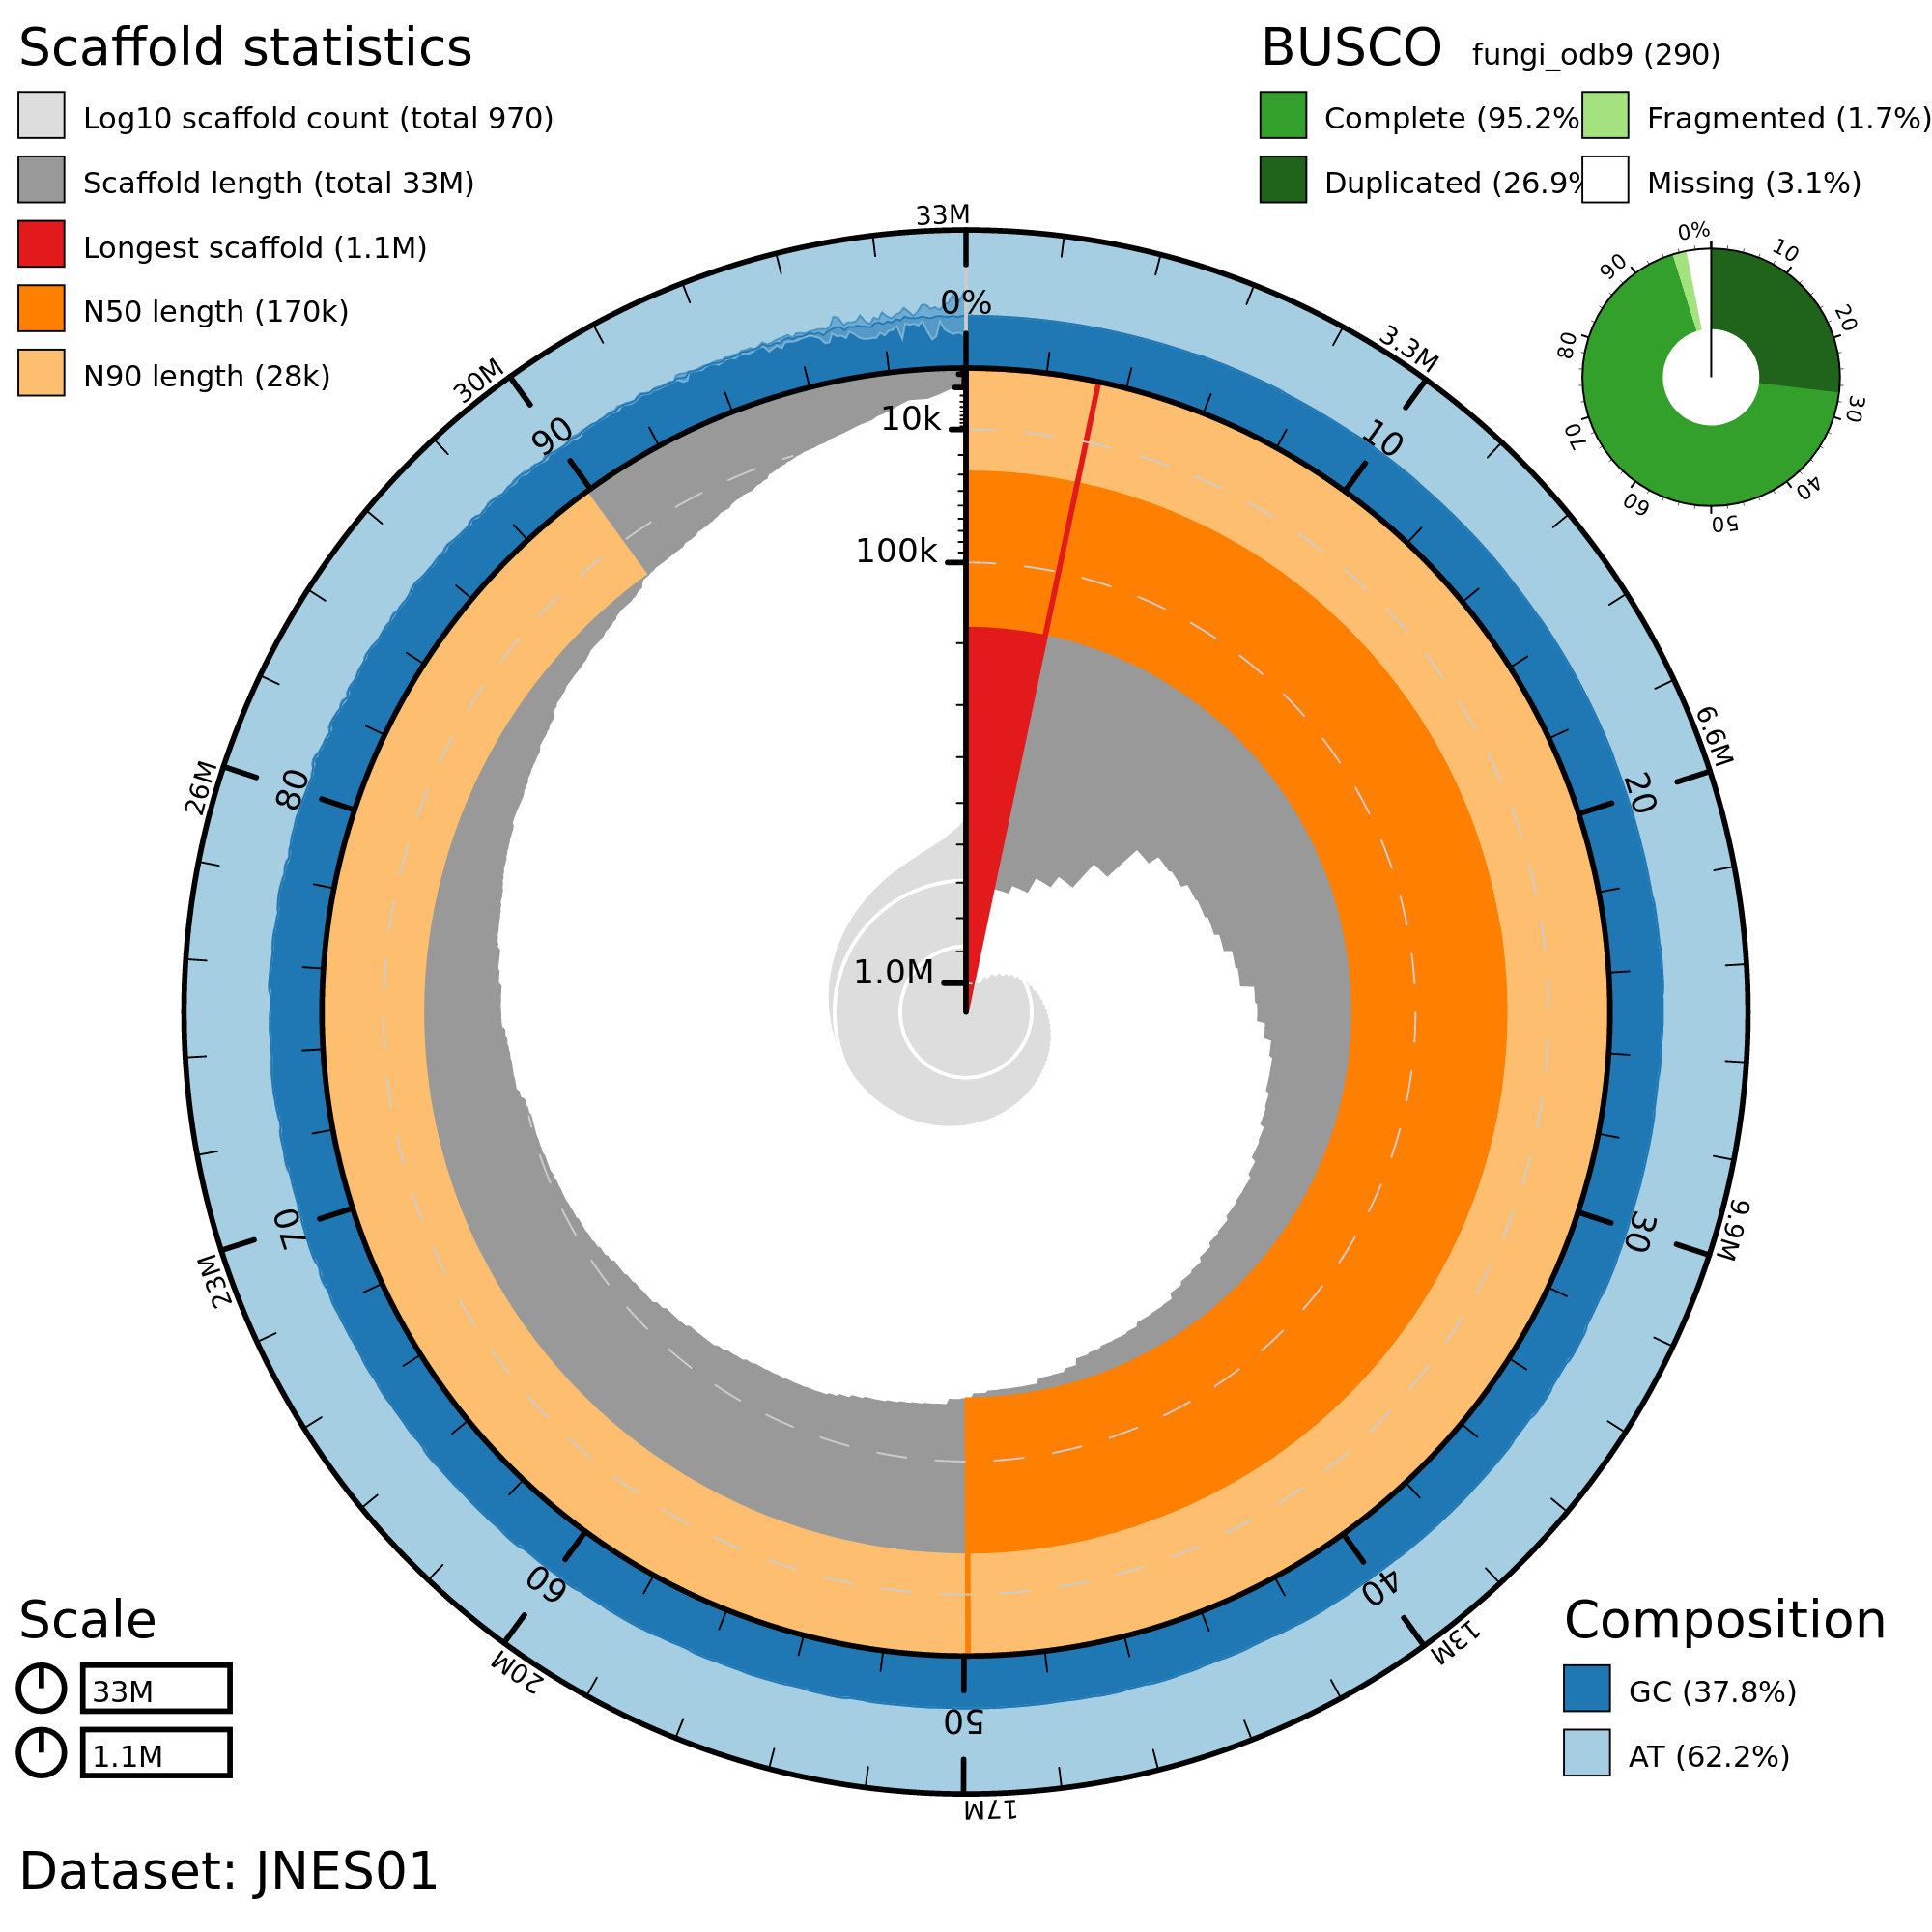 Scaffold statistics
Log10 scaffold count (total 970)
Scaffold length (total 33M)
Longest scaffold (1.1M)
N50 length (170k)
N90 length (28k)
BUSCO fungi_odb9 (290)
Complete (95.2% Fragmented (1.7%)
Duplicated (26.9% Missing (3.1%)
0%
10
20
30
40
50
60
70
80
90
33M
3.3M
6.6M
9.9M
13M
17M
20M
23M
26M
30M
0%
10
20
30
40
50
60
70
80
90
10k
100k
1.0M
Scale
33M
1.1M
Composition
GC (37.8%)
AT (62.2%)
Dataset: JNES01